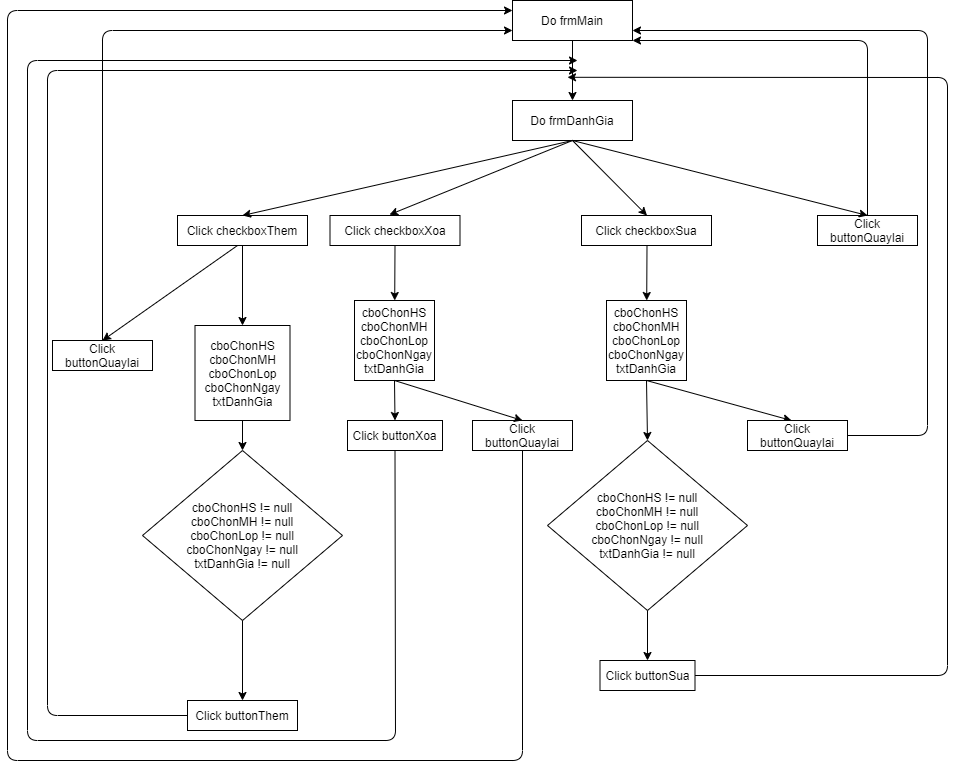 Do frmMain
Do frmDanhGia
Click checkboxThem
Click checkboxXoa
Click checkboxSua
Click
buttonQuaylai
Click
buttonQuaylai
cboChonHS
cboChonMH
cboChonLop
cboChonNgay
txtDanhGia
cboChonHS
cboChonMH
cboChonLop
cboChonNgay
txtDanhGia
cboChonHS
cboChonMH
cboChonLop
cboChonNgay
txtDanhGia
Click buttonXoa
Click
buttonQuaylai
Click
buttonQuaylai
cboChonHS != null
cboChonMH != null
cboChonLop != null
cboChonNgay != null
txtDanhGia != null
cboChonHS != null
cboChonMH != null
cboChonLop != null
cboChonNgay != null
txtDanhGia != null
Click buttonSua
Click buttonThem